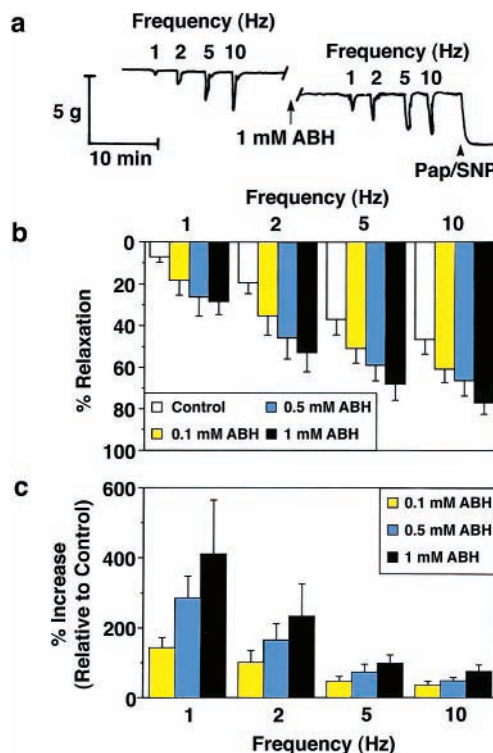 a
Frequency (Hz)
1 2 5 10
Frequency (Hz)
1 2 5 10
5 g
10 min
1 mM ABH
Pap/SNP
b
Frequency (Hz)
1 2 5 10
% Relaxation
0
20
40
60
80
100
Control
0.5 mM ABH
0.1 mM ABH
1 mM ABH
c
% Increase
(Relative to Control)
600
400
200
0
0.1 mM ABH
0.5 mM ABH
1 mM ABH
1 2 5 10
Frequency (Hz)